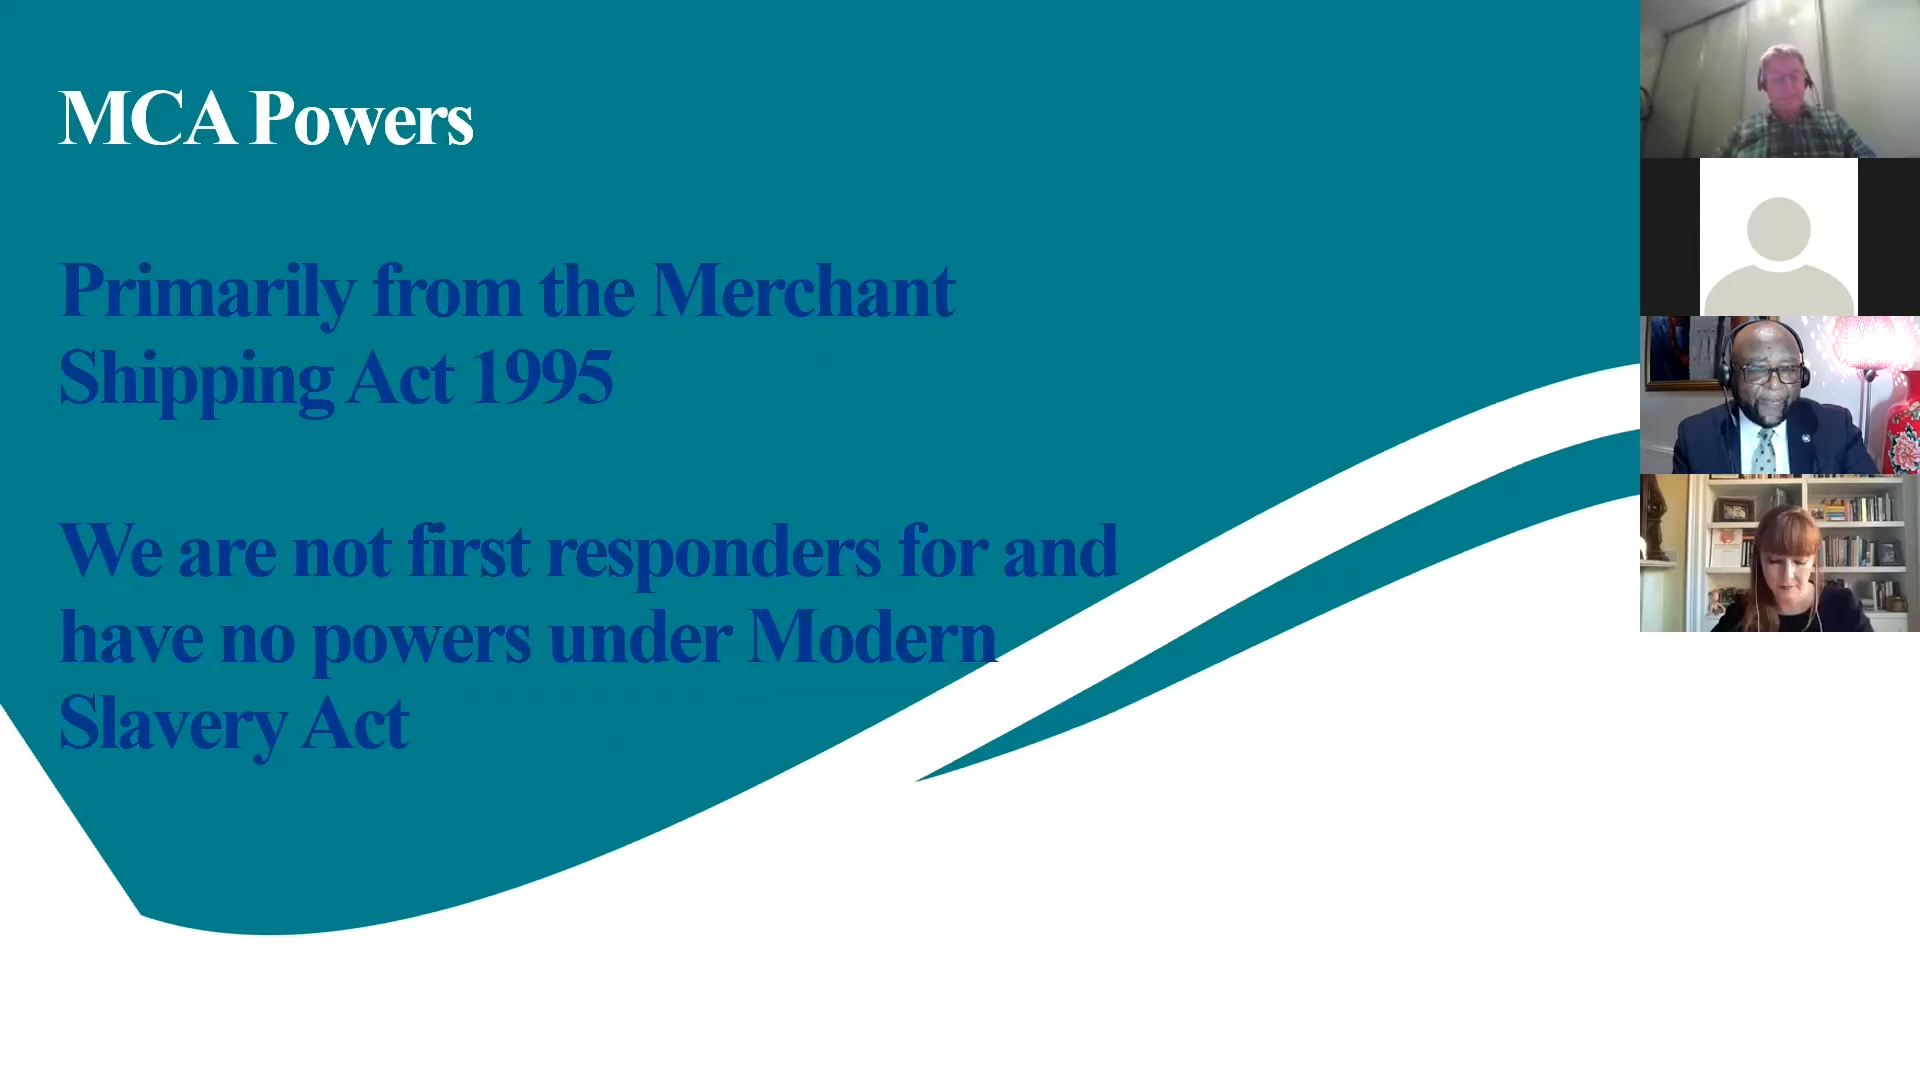 MCA Powers
Primarily from the Merchant
Shipping Act 1995
We are not first responders for and
have no powers under Modern
Slavery Act